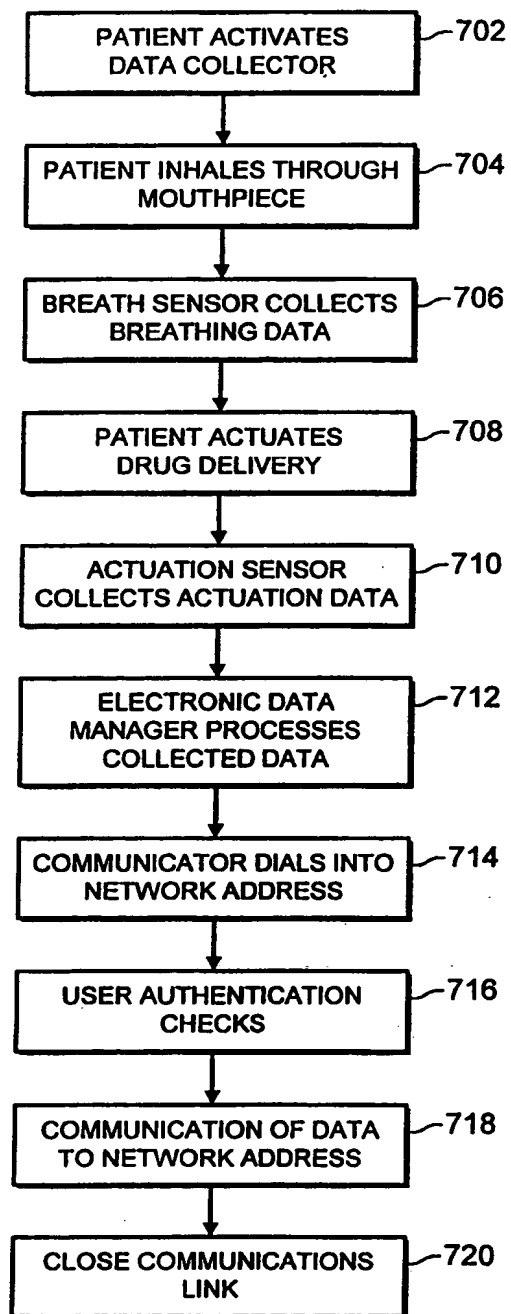 PATIENT ACTIVATES
DATA COLLECTOR
702
PATIENT INHALES THROUGH
MOUTHPIECE
704
BREATH SENSOR COLLECTS
BREATHING DATA
706
PATIENT ACTUATES
DRUG DELIVERY
708
ACTUATION SENSOR
COLLECTS ACTUATION DATA
710
ELECTRONIC DATA
MANAGER PROCESSES
COLLECTED DATA
712
COMMUNICATOR DIALS INTO
NETWORK ADDRESS
714
USER AUTHENTICATION
CHECKS
716
COMMUNICATION OF DATA
TO NETWORK ADDRESS
718
CLOSE COMMUNICATIONS
LINK
720